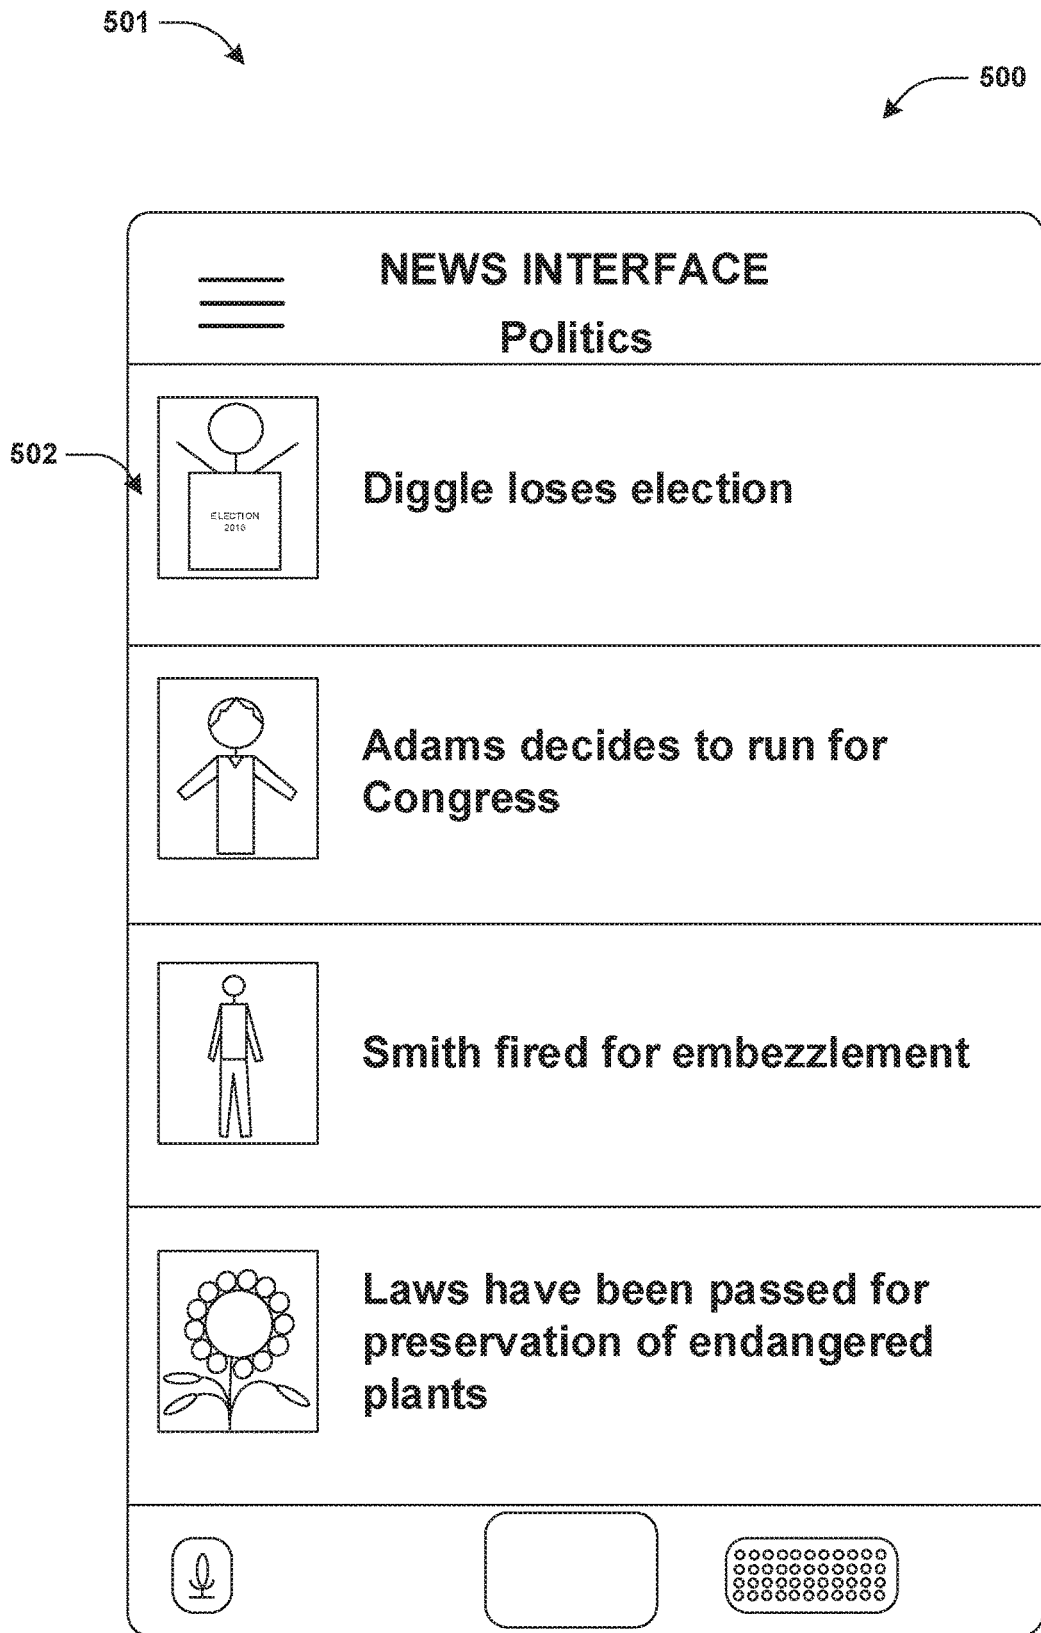 501
500
NEWS INTERFACE
Politics
502
ELECTION
Diggle loses election
Adams decides to run for
Congress
Smith fired for embezzlement
Laws have been passed for
preservation of endangered
plants